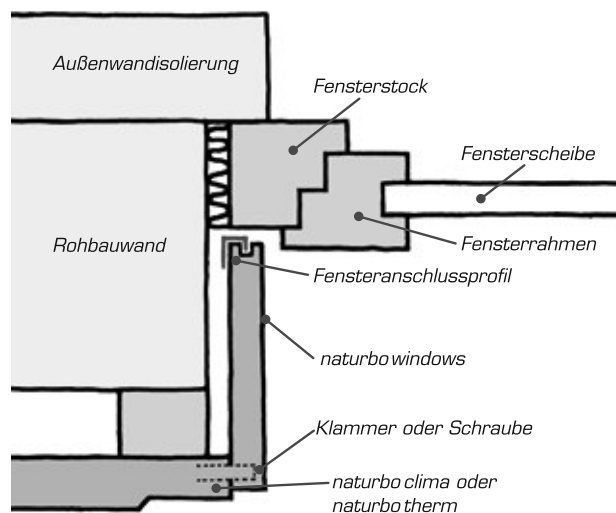 Außenwandisolierung
Fensterstock
Fensterscheibe
Rohbauwand
Fensterrahmen
Fensteranschlussprofil
naturbo windows
Klammer oder Schraube
naturbo clima oder
naturbo therm